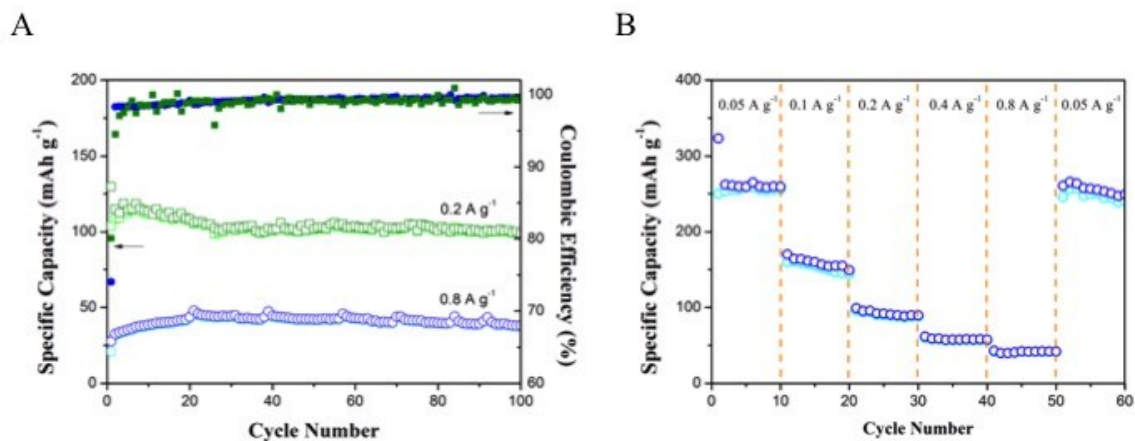 A
B
200
150
100
50
0
Specific Capacity (mAh g⁻¹)
0
20
40
60
80
100
Cycle Number
100
90
80
70
60
Coulombic Efficiency (%)
0.2 A g⁻¹
0.8 A g⁻¹
400
300
200
100
0
Specific Capacity (mAh g⁻¹)
0.05 A g⁻¹
0.1 A g⁻¹
0.2 A g⁻¹
0.4 A g⁻¹
0.8 A g⁻¹
0.05 A g⁻¹
0
10
20
30
40
50
60
Cycle Number